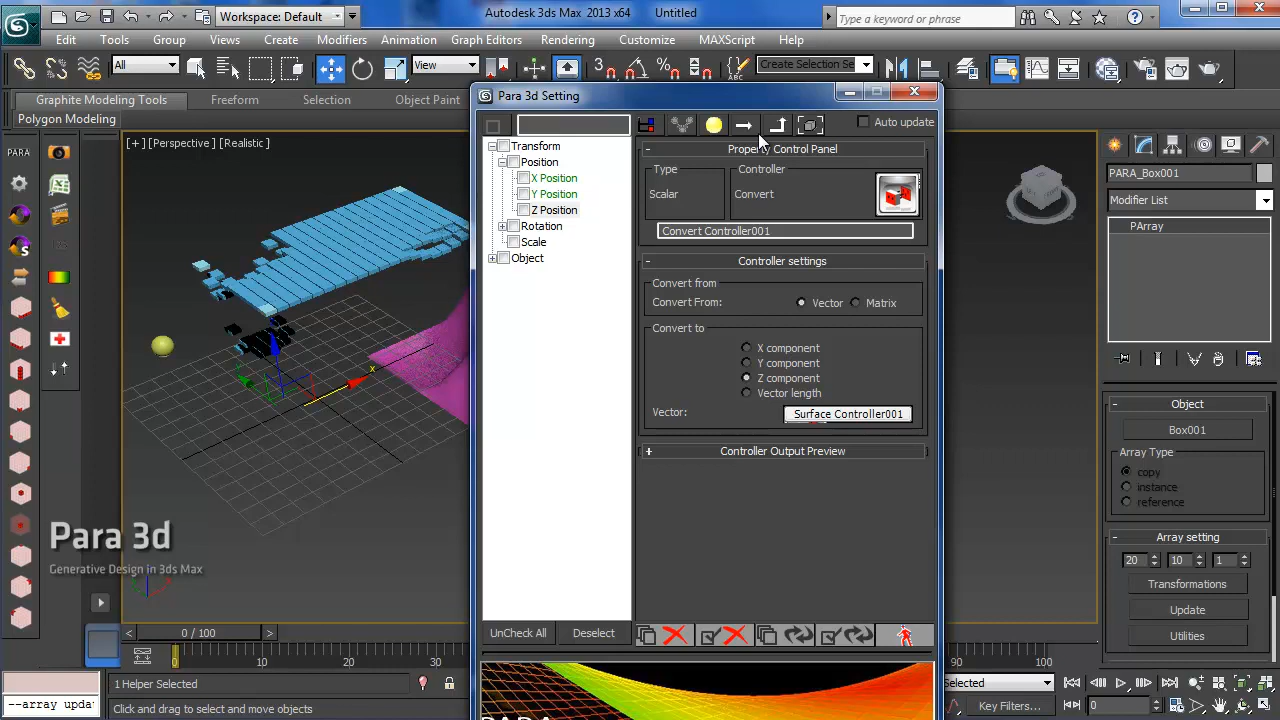 Workspace: Default
Autodesk 3ds Max 2013 x64 Untitled
Type a keyword or phrase
Edit Tools Group Views Create Modifiers Animation Graph Editors Rendering Customize MAXScript Help
All
View
ABC
Create Selection Se
Graphite Modeling Tools Freeform Selection Object Paint
Polygon Modeling
[+] [Perspective] [Realistic]
PARA
x
Para 3d
Generative Design in 3ds Max
Para 3d Setting
Auto update
Transform
Position
X Position
Y Position
Z Position
Rotation
Scale
Object
Property Control Panel
Type
Scalar
Controller
Convert
Convert Controller001
Controller settings
Convert from
Convert From: Vector Matrix
Convert to
X component
Y component
Z component
Vector length
Vector: Surface Controller001
Controller Output Preview
UnCheck All Deselect
PARA_Box001
Modifier List
PArray
Object
Box001
Array Type
copy
instance
reference
Array setting
20 10 1
Transformations
Update
Utilities
0 / 100
0 10 20 30 90 100
1 Helper Selected
--array upda
Click and drag to select and move objects
Selected
Key Filters...
0